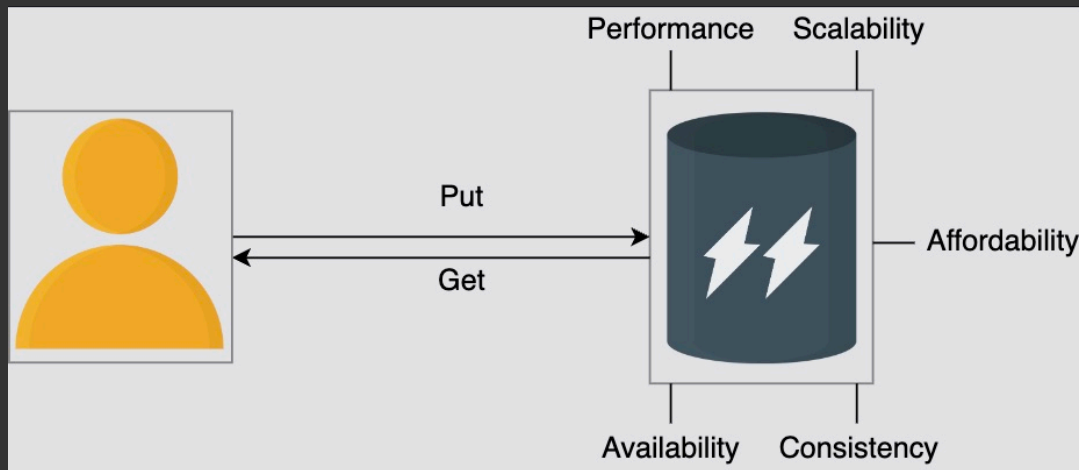 Performance Scalability
Put
Affordability
Get
Availability Consistency